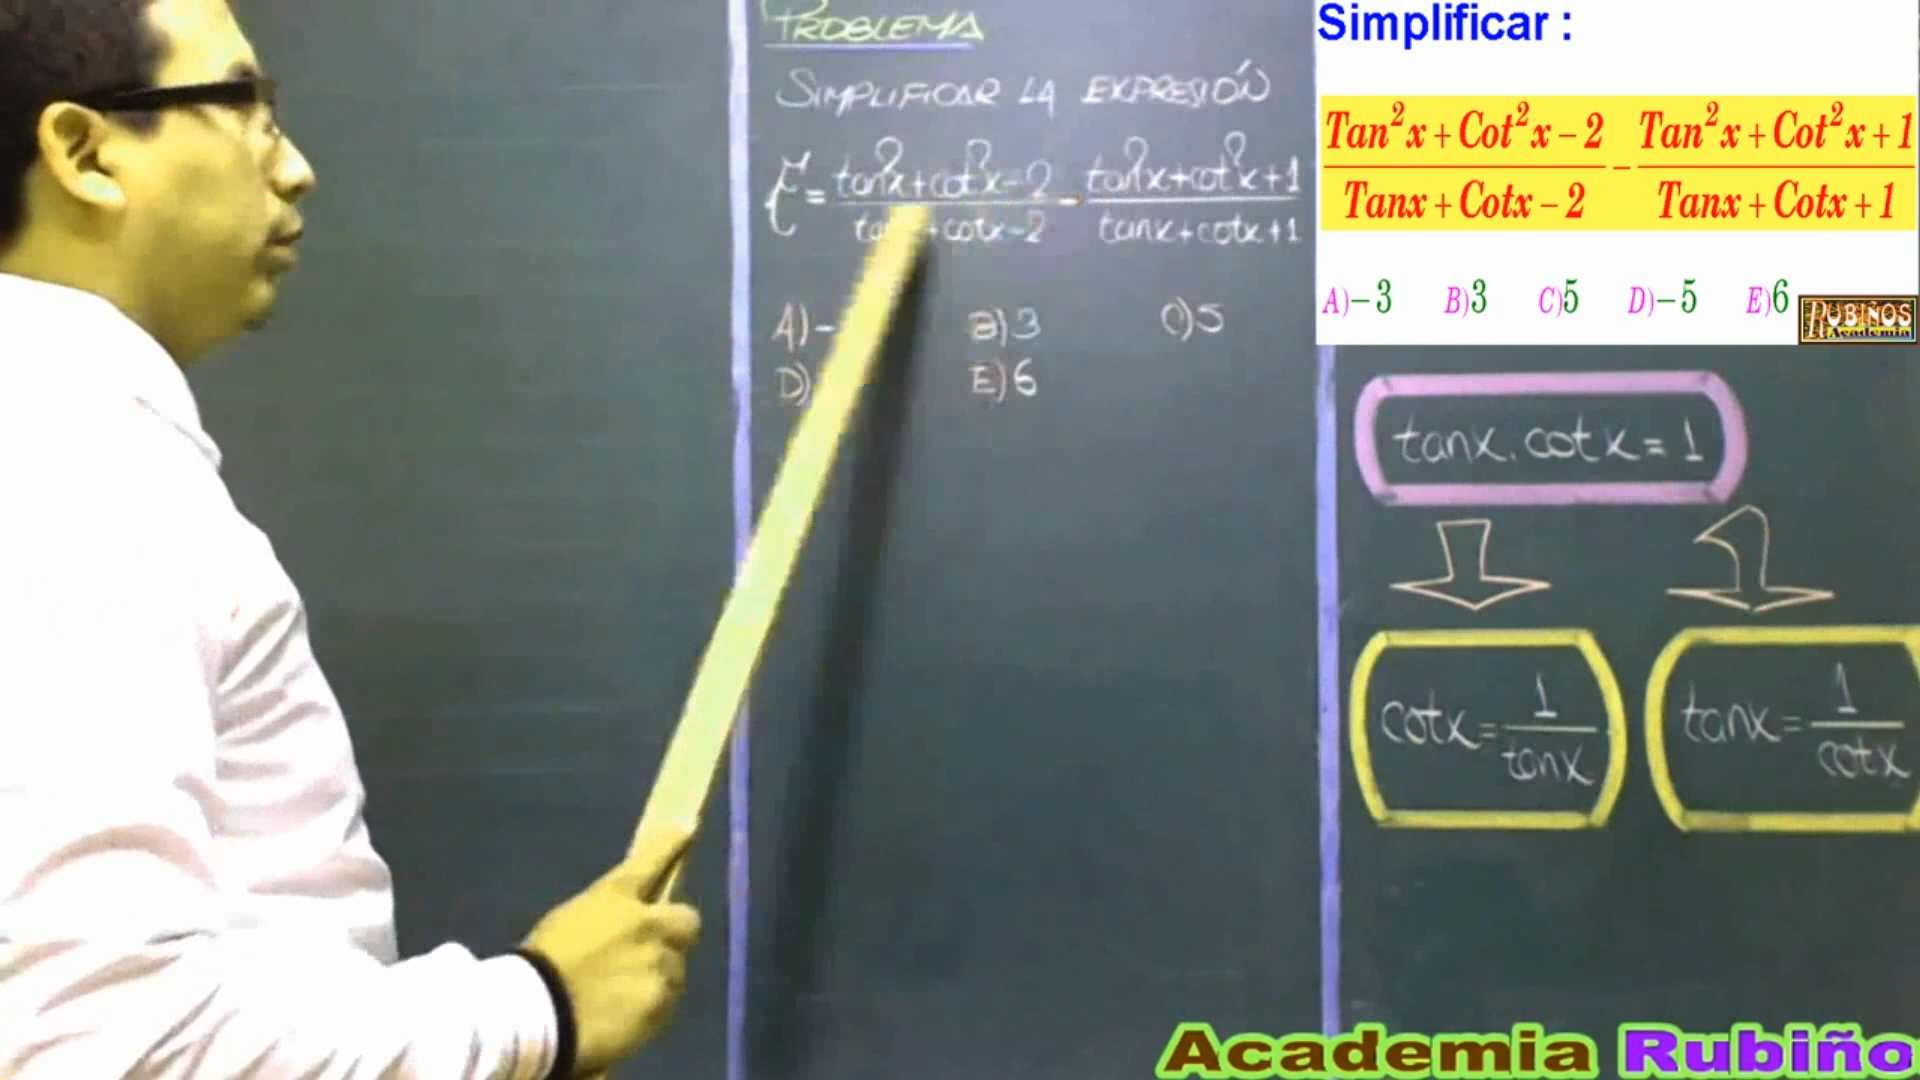 PROBLEMA
SIMPLIFICAR LA EXPRESIÓN
E = (tan²x+cot²x-2)/(tanx+cotx-2) - (tan²x+cot²x+1)/(tanx+cotx+1)
A)- B)3 C)5
D) E)6
Simplificar :
(Tan²x + Cot²x − 2)/(Tanx + Cotx − 2) − (Tan²x + Cot²x + 1)/(Tanx + Cotx + 1)
A)−3 B)3 C)5 D)−5 E)6
RUBIÑOS
Academia
tanx.cotx=1
cotx=1/tanx
tanx=1/cotx
Academia Rubiño